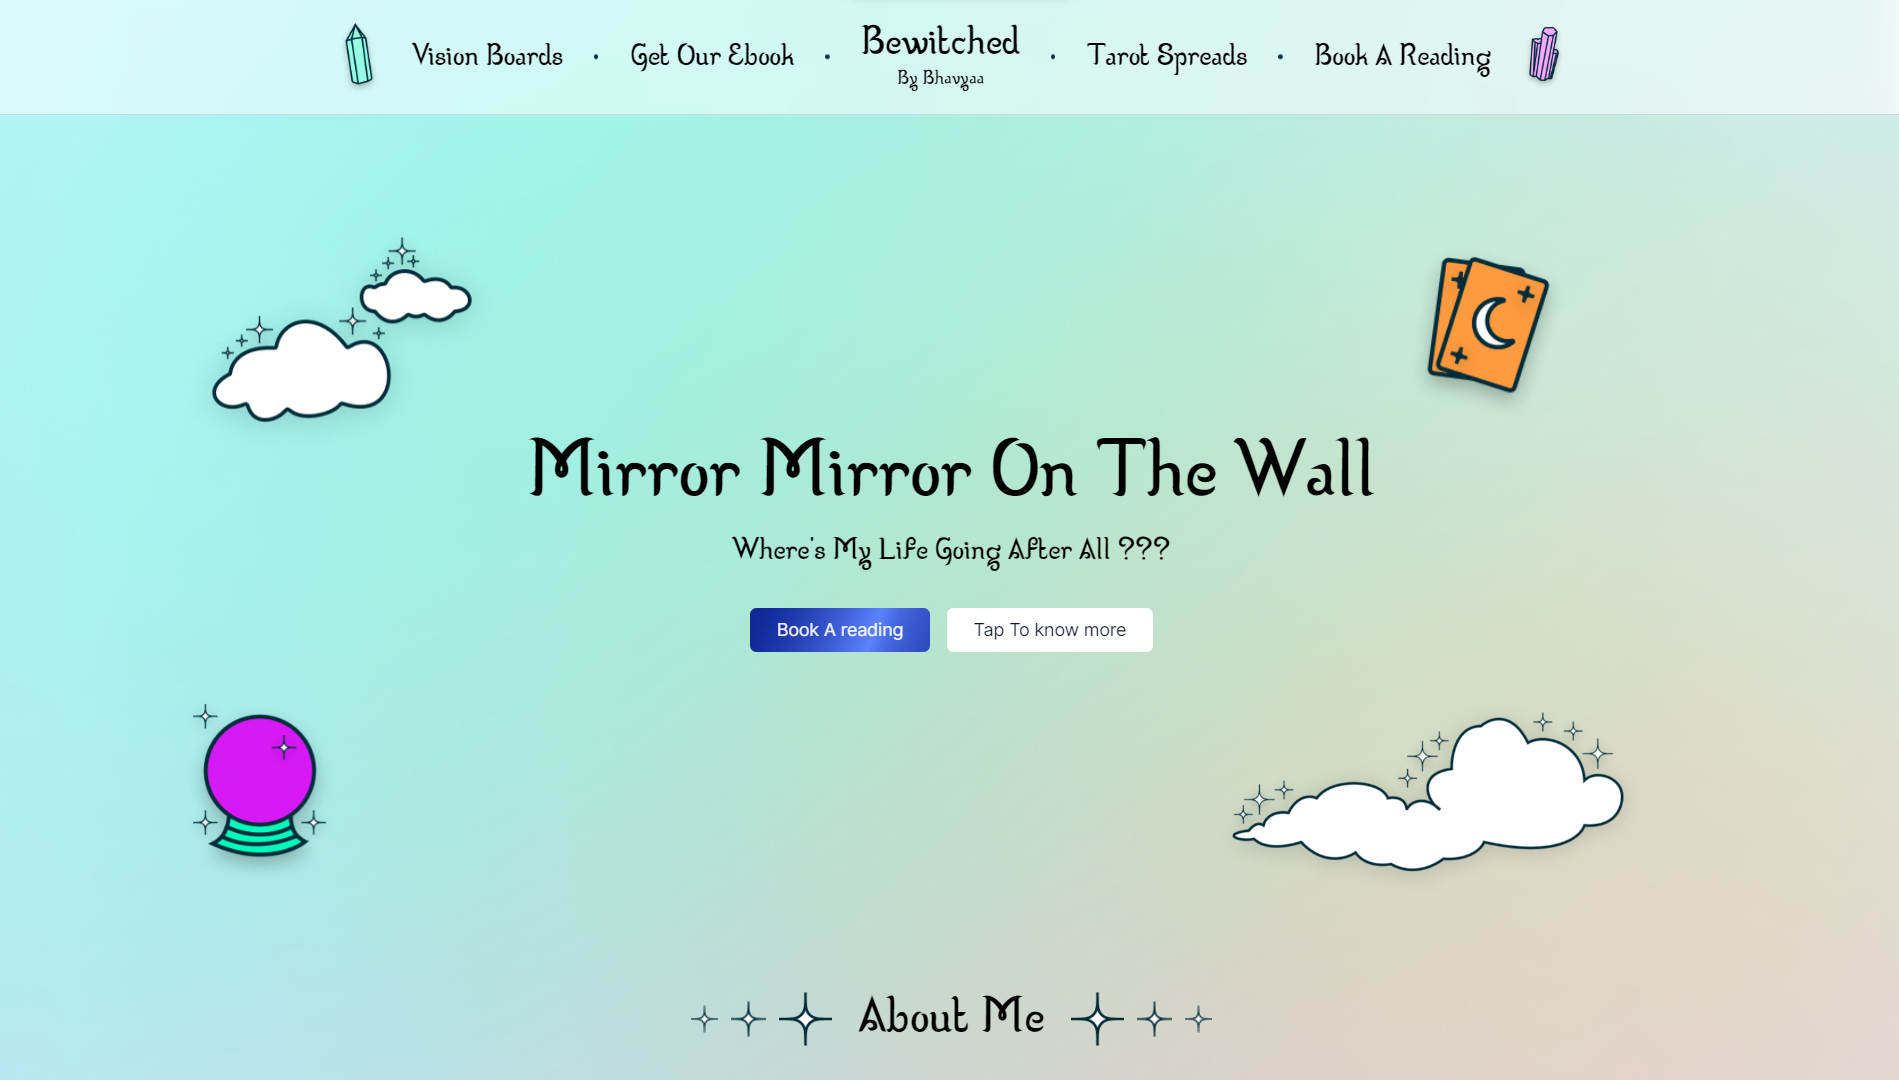 Vision Boards
Get Our Ebook
Bewitched
By Bhavyaa
Tarot Spreads
Book A Reading
Mirror Mirror On The Wall
Where's My Life Going After All ???
Book A reading
Tap To know more
About Me